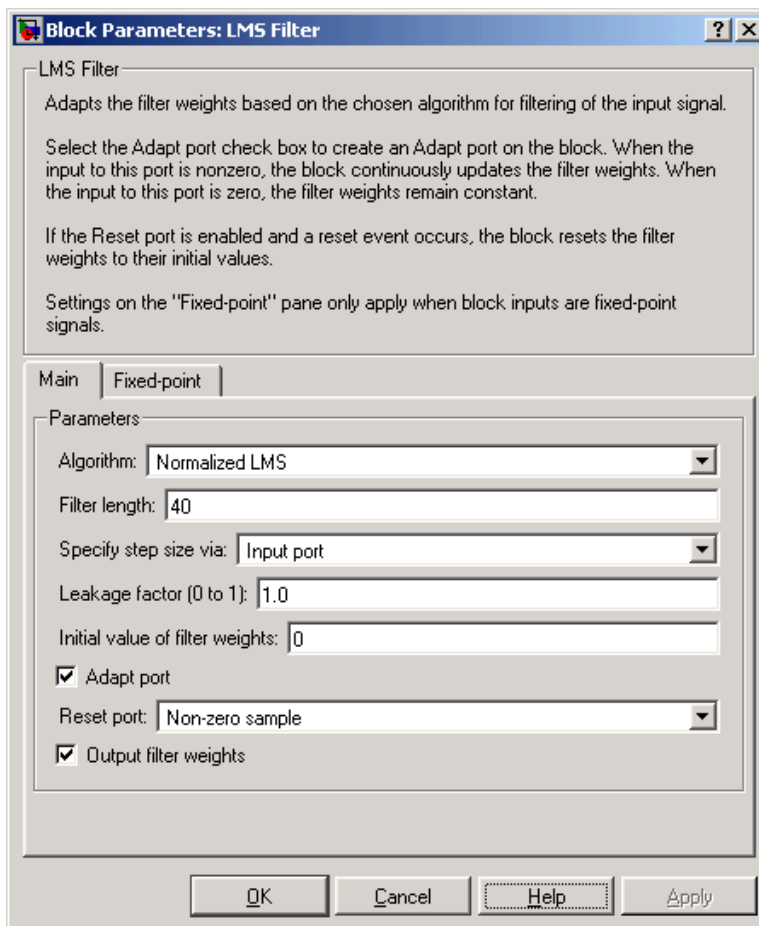 Block Parameters: LMS Filter
LMS Filter
Adapts the filter weights based on the chosen algorithm for filtering of the input signal.
Select the Adapt port check box to create an Adapt port on the block. When the
input to this port is nonzero, the block continuously updates the filter weights. When
the input to this port is zero, the filter weights remain constant.
If the Reset port is enabled and a reset event occurs, the block resets the filter
weights to their initial values.
Settings on the "Fixed-point" pane only apply when block inputs are fixed-point
signals.
Main Fixed-point
Parameters
Algorithm: Normalized LMS
Filter length: 40
Specify step size via: Input port
Leakage factor (0 to 1): 1.0
Initial value of filter weights: 0
Adapt port
Reset port: Non-zero sample
Output filter weights
OK Cancel Help Apply